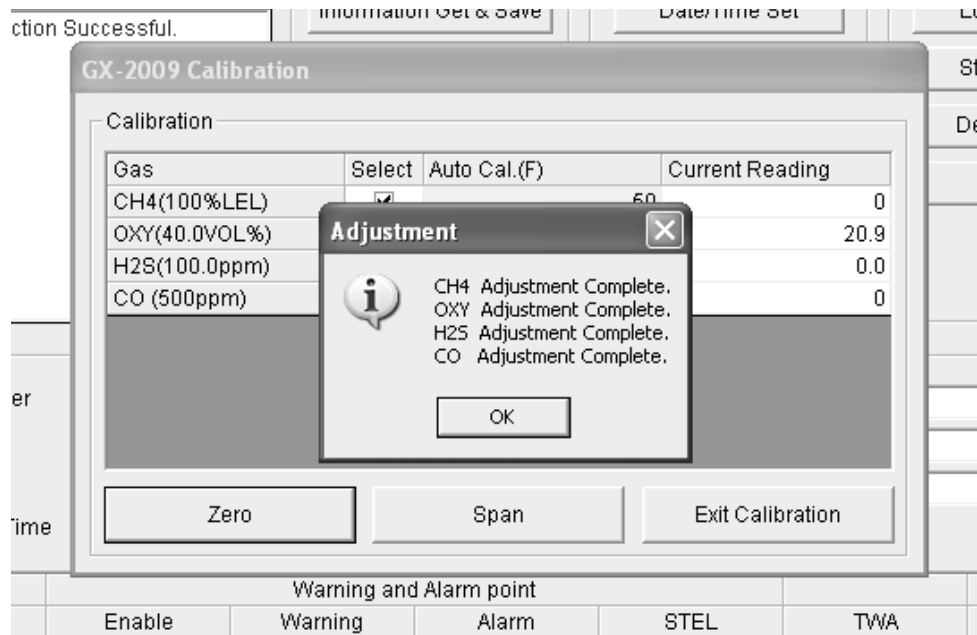 Information Get & Save
Date/Time Set
ction Successful.
GX-2009 Calibration
Calibration
Gas Select Auto Cal.(F) Current Reading
CH4(100%LEL) 50 0
OXY(40.0VOL%) 20.9
H2S(100.0ppm) 0.0
CO (500ppm) 0
Adjustment
CH4 Adjustment Complete.
OXY Adjustment Complete.
H2S Adjustment Complete.
CO Adjustment Complete.
OK
er
Zero Span Exit Calibration
Time
Warning and Alarm point
Enable Warning Alarm STEL TWA